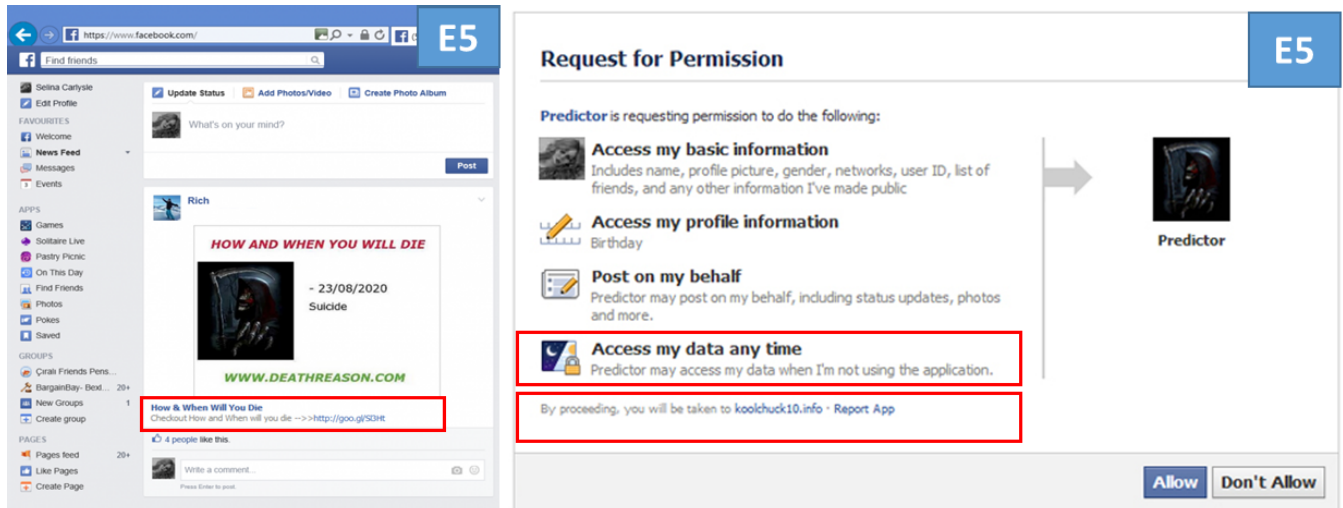 https://www.facebook.com/
E5
Find friends
Selina Carlysle
Edit Profile
FAVOURITES
Welcome
News Feed
Messages
Events
APPS
Games
Solitaire Live
Pastry Picnic
On This Day
Find Friends
Photos
Pokes
Saved
GROUPS
Çıralı Friends Pens...
BargainBay- Bexl... 20+
New Groups 1
Create group
PAGES
Pages feed 20+
Like Pages
Create Page
Update Status Add Photos/Video Create Photo Album
What's on your mind?
Post
Rich
HOW AND WHEN YOU WILL DIE
- 23/08/2020
Suicide
WWW.DEATHREASON.COM
How & When Will You Die
Checkout How and When will you die -->>http://goo.gl/SDHt
4 people like this.
Write a comment...
Press Enter to post.
E5
Request for Permission
Predictor is requesting permission to do the following:
Access my basic information
Includes name, profile picture, gender, networks, user ID, list of
friends, and any other information I've made public
Access my profile information
Birthday
Post on my behalf
Predictor may post on my behalf, including status updates, photos
and more.
Access my data any time
Predictor may access my data when I'm not using the application.
By proceeding, you will be taken to koolchuck10.info · Report App
Predictor
Allow Don't Allow